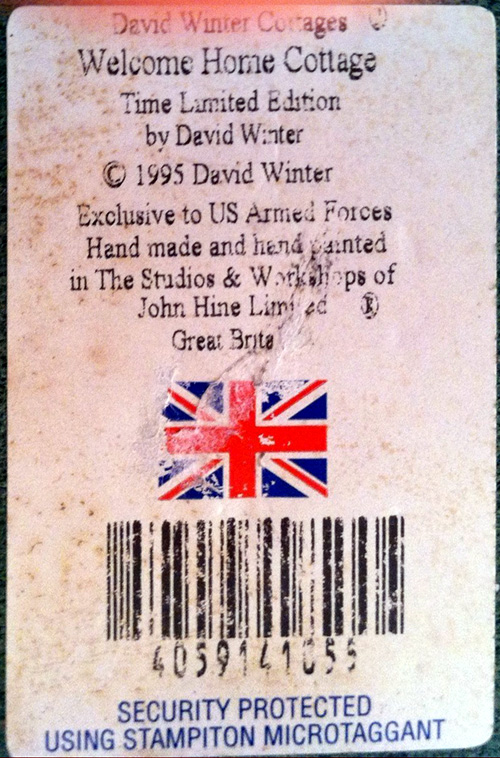 David Winter Cottages ©
Welcome Home Cottage
Time Limited Edition
by David Winter
© 1995 David Winter
Exclusive to US Armed Forces
Hand made and hand painted
in The Studios & Workshops of
John Hine Limited ®
Great Brita
4059141055
SECURITY PROTECTED
USING STAMPITON MICROTAGGANT